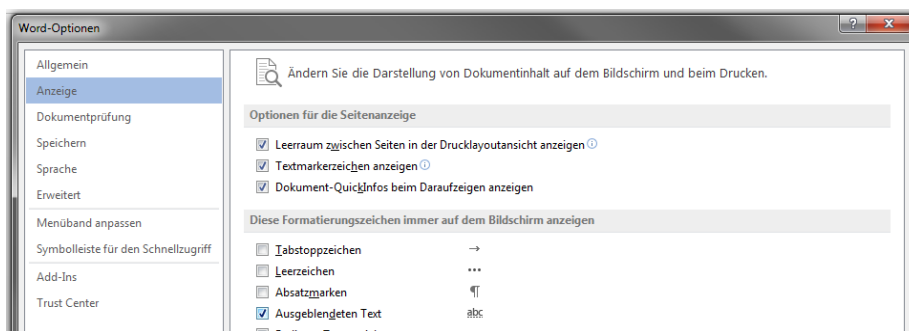 Word-Optionen
Allgemein
Anzeige
Dokumentprüfung
Speichern
Sprache
Erweitert
Menüband anpassen
Symbolleiste für den Schnellzugriff
Add-Ins
Trust Center
Ändern Sie die Darstellung von Dokumentinhalt auf dem Bildschirm und beim Drucken.
Optionen für die Seitenanzeige
Leerraum zwischen Seiten in der Drucklayoutansicht anzeigen
Textmarkerzeichen anzeigen
Dokument-QuickInfos beim Daraufzeigen anzeigen
Diese Formatierungszeichen immer auf dem Bildschirm anzeigen
Tabstoppzeichen →
Leerzeichen •••
Absatzmarken ¶
Ausgeblendeten Text abc